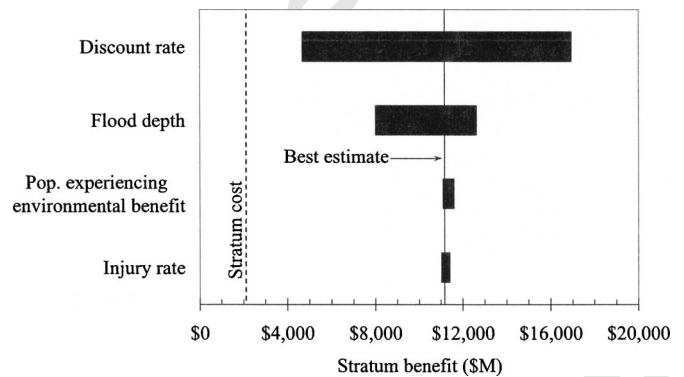 Discount rate
Flood depth
Best estimate
Pop. experiencing
environmental benefit
Stratum cost
Injury rate
$0 $4,000 $8,000 $12,000 $16,000 $20,000
Stratum benefit ($M)